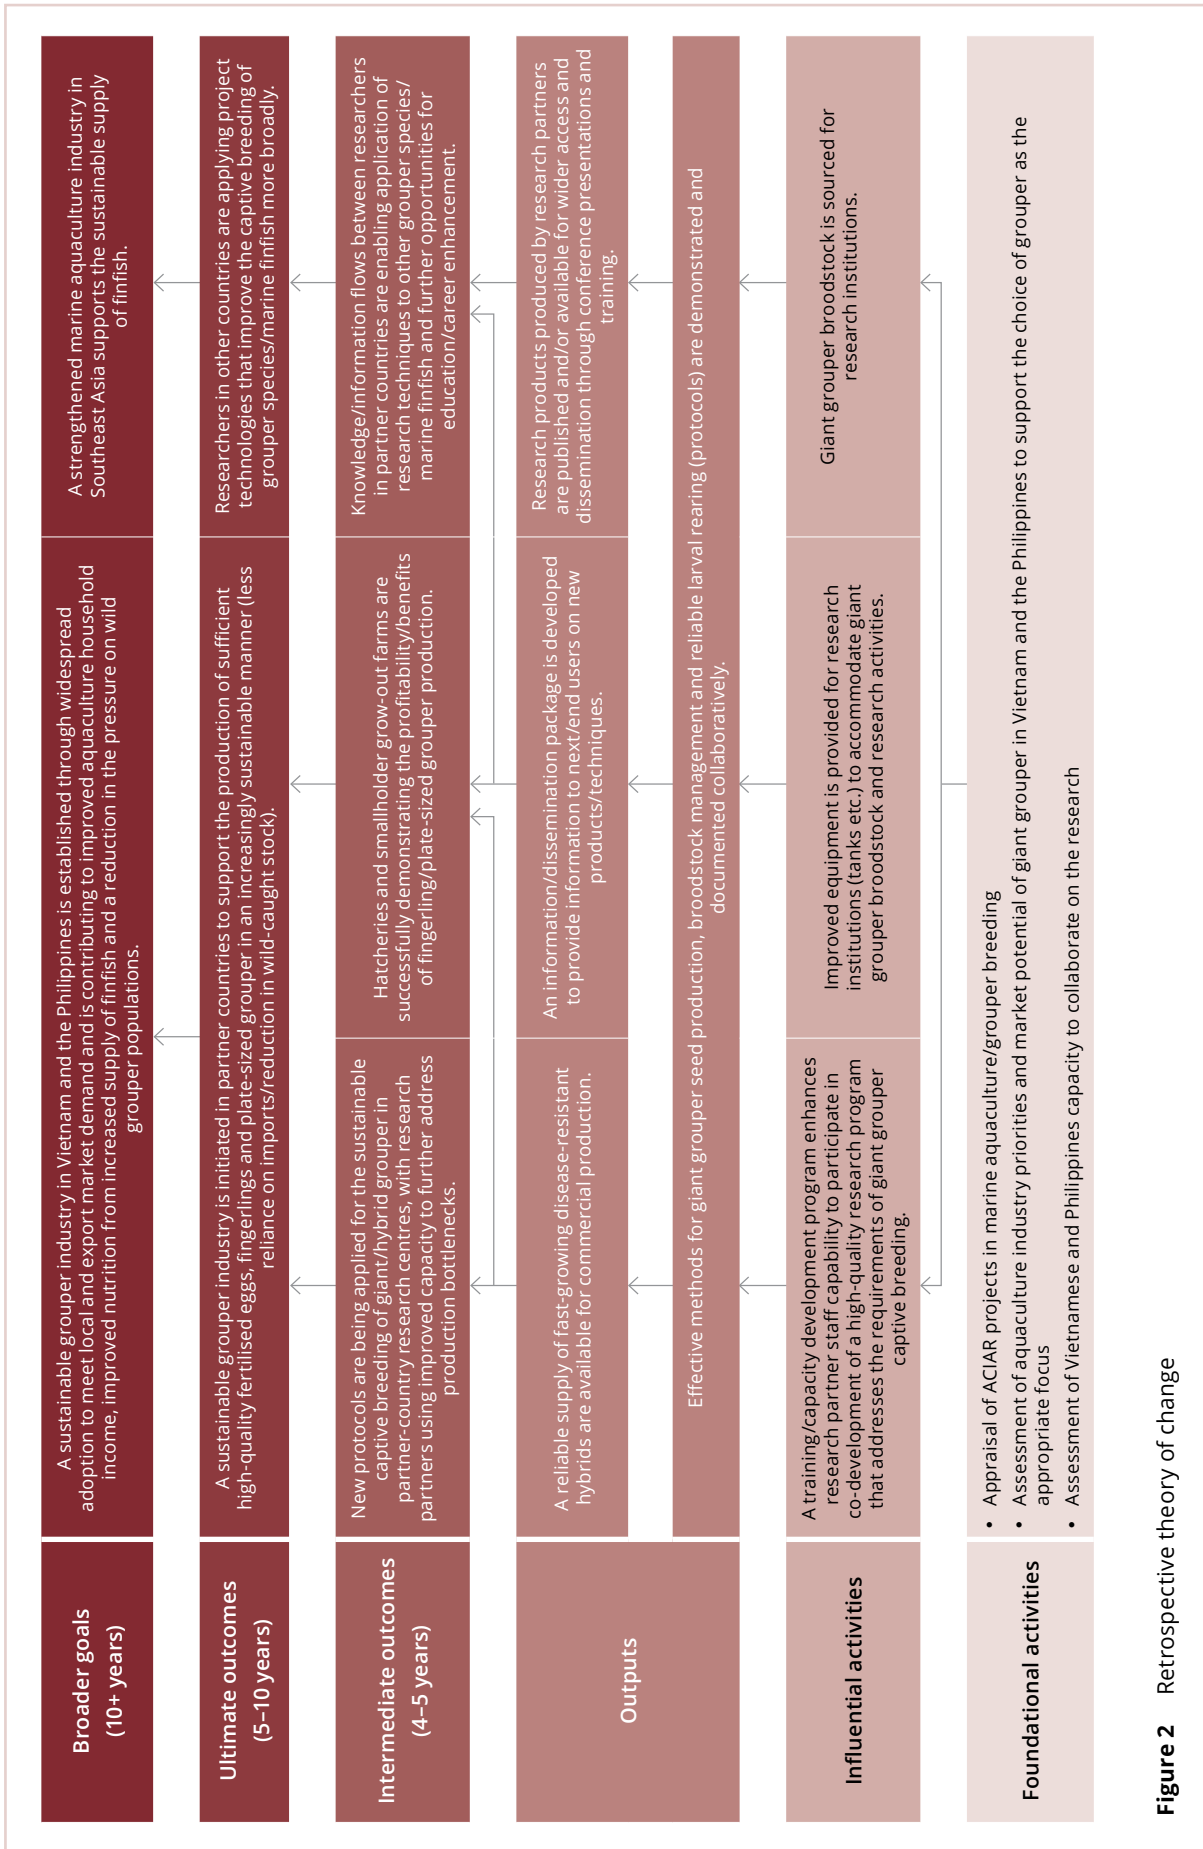 Broader goals
(10+ years)
A sustainable grouper industry in Vietnam and the Philippines is established through widespread
adoption to meet local and export market demand and is contributing to improved aquaculture household
income, improved nutrition from increased supply of finfish and a reduction in the pressure on wild
grouper populations.
A strengthened marine aquaculture industry in
Southeast Asia supports the sustainable supply
of finfish.
Ultimate outcomes
(5–10 years)
A sustainable grouper industry is initiated in partner countries to support the production of sufficient
high-quality fertilised eggs, fingerlings and plate-sized grouper in an increasingly sustainable manner (less
reliance on imports/reduction in wild-caught stock).
Researchers in other countries are applying project
technologies that improve the captive breeding of
grouper species/marine finfish more broadly.
Intermediate outcomes
(4–5 years)
New protocols are being applied for the sustainable
captive breeding of giant/hybrid grouper in
partner-country research centres, with research
partners using improved capacity to further address
production bottlenecks.
Hatcheries and smallholder grow-out farms are
successfully demonstrating the profitability/benefits
of fingerling/plate-sized grouper production.
Knowledge/information flows between researchers
in partner countries are enabling application of
research techniques to other grouper species/
marine finfish and further opportunities for
education/career enhancement.
Outputs
A reliable supply of fast-growing disease-resistant
hybrids are available for commercial production.
An information/dissemination package is developed
to provide information to next/end users on new
products/techniques.
Research products produced by research partners
are published and/or available for wider access and
dissemination through conference presentations and
training.
Effective methods for giant grouper seed production, broodstock management and reliable larval rearing (protocols) are demonstrated and
documented collaboratively.
Influential activities
A training/capacity development program enhances
research partner staff capability to participate in
co-development of a high-quality research program
that addresses the requirements of giant grouper
captive breeding.
Improved equipment is provided for research
institutions (tanks etc.) to accommodate giant
grouper broodstock and research activities.
Giant grouper broodstock is sourced for
research institutions.
Foundational activities
• Appraisal of ACIAR projects in marine aquaculture/grouper breeding
• Assessment of aquaculture industry priorities and market potential of giant grouper in Vietnam and the Philippines to support the choice of grouper as the
appropriate focus
• Assessment of Vietnamese and Philippines capacity to collaborate on the research
Figure 2 Retrospective theory of change